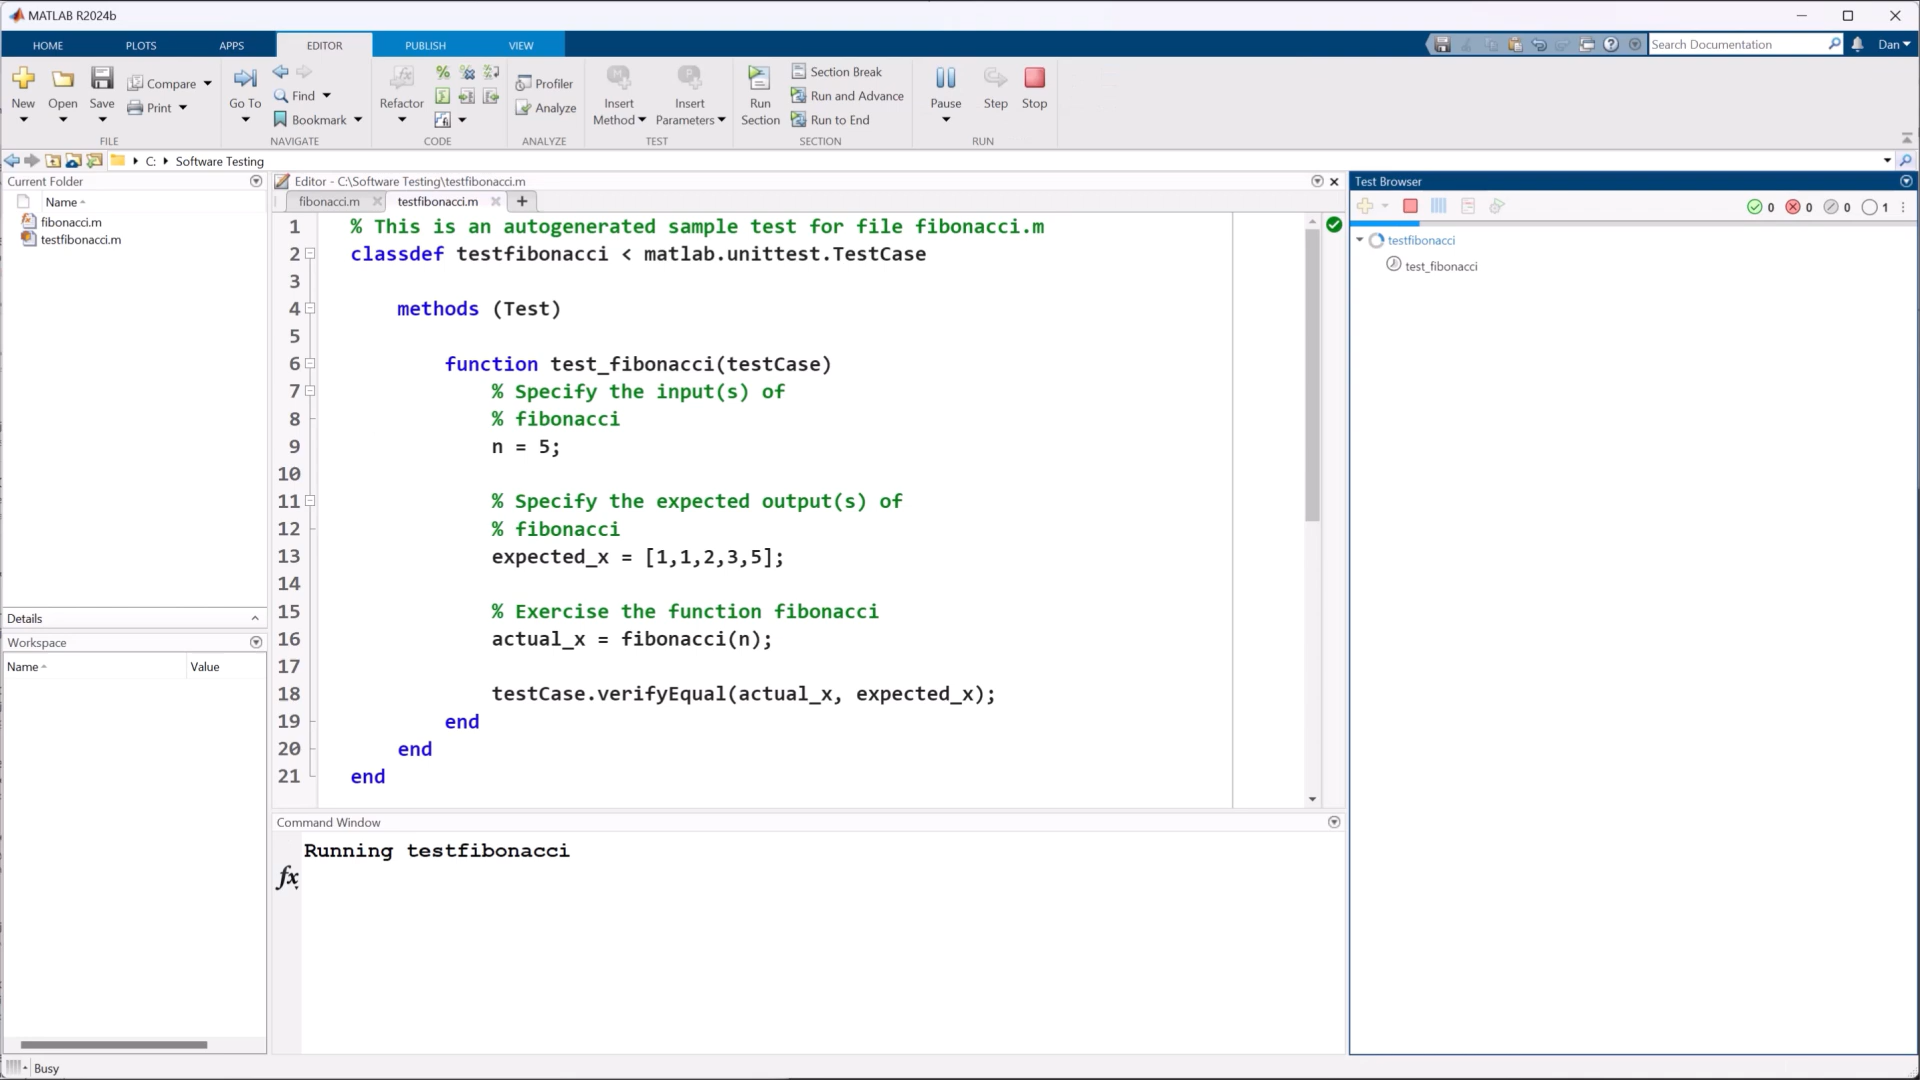 MATLAB R2024b
HOME PLOTS APPS EDITOR PUBLISH VIEW
Search Documentation
Dan
New
Open
Save
Compare
Print
FILE
Go To
Find
Bookmark
NAVIGATE
Refactor
CODE
Profiler
Analyze
ANALYZE
Insert Method
Insert Parameters
TEST
Run Section
Section Break
Run and Advance
Run to End
SECTION
Pause
Step
Stop
RUN
C: Software Testing
Current Folder
Name
fibonacci.m
testfibonacci.m
Details
Workspace
Name Value
Editor - C:\Software Testing\testfibonacci.m
fibonacci.m testfibonacci.m
1 % This is an autogenerated sample test for file fibonacci.m
2 classdef testfibonacci < matlab.unittest.TestCase
3
4 methods (Test)
5
6 function test_fibonacci(testCase)
7 % Specify the input(s) of
8 % fibonacci
9 n = 5;
10
11 % Specify the expected output(s) of
12 % fibonacci
13 expected_x = [1,1,2,3,5];
14
15 % Exercise the function fibonacci
16 actual_x = fibonacci(n);
17
18 testCase.verifyEqual(actual_x, expected_x);
19 end
20 end
21 end
Command Window
Running testfibonacci
fx
Test Browser
0 0 0 1
testfibonacci
test_fibonacci
Busy